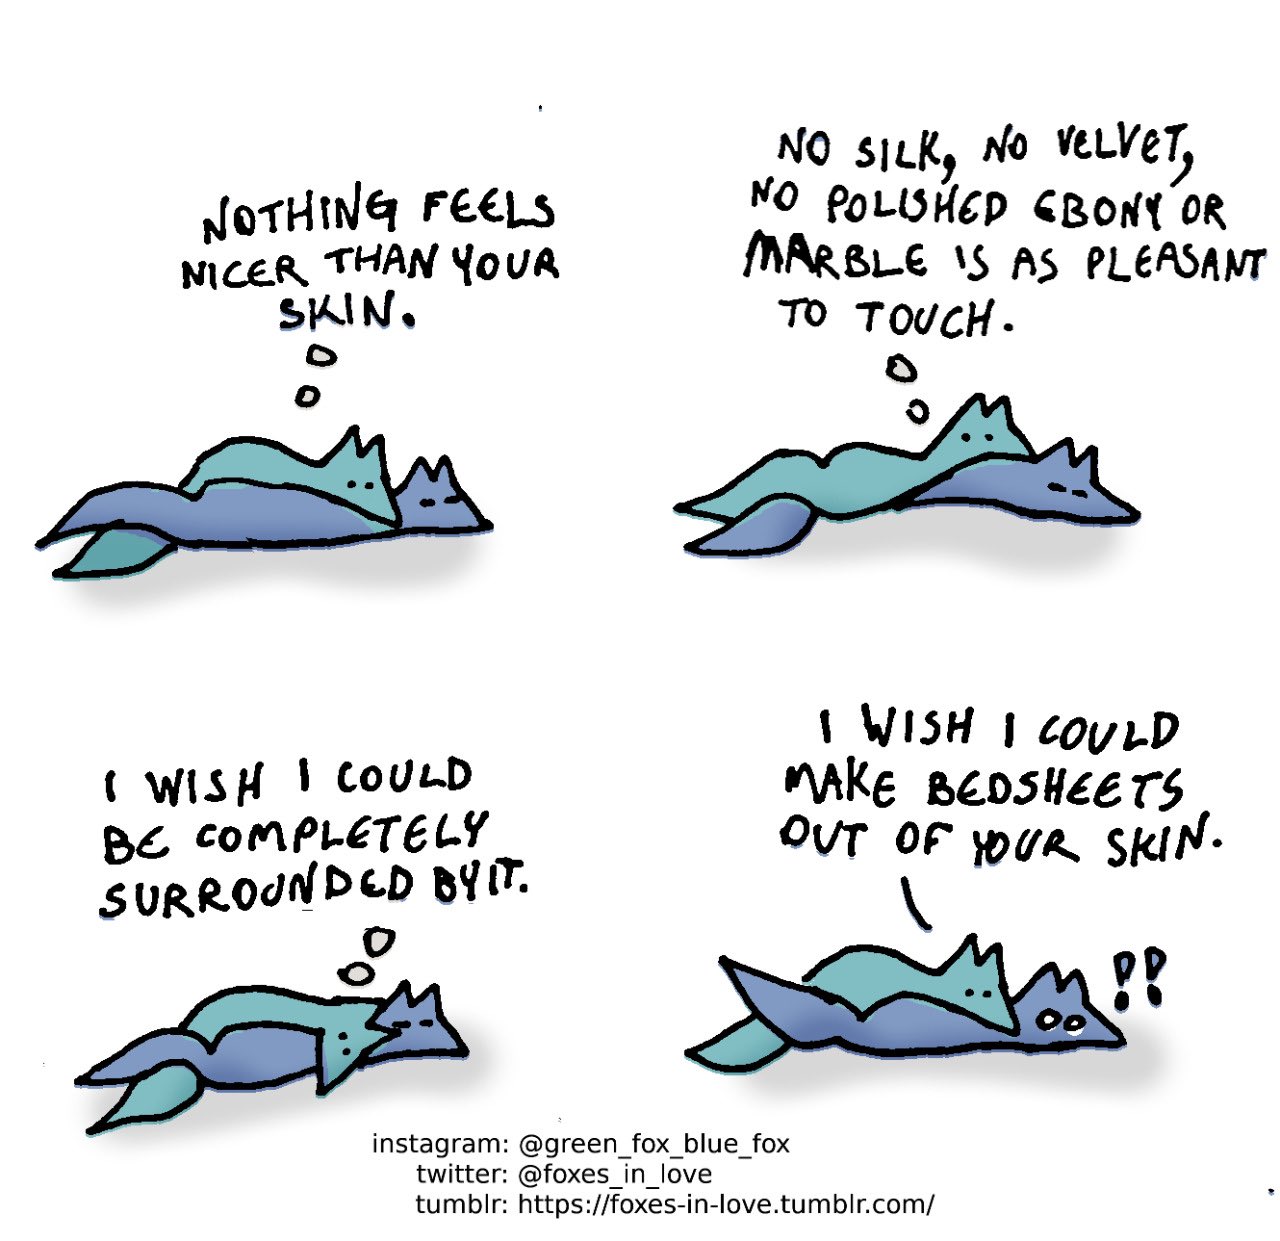 NOTHING FEELS
NICER THAN YOUR
SKIN.
NO SILK, NO VELVET,
NO POLISHED EBONY OR
MARBLE IS AS PLEASANT
TO TOUCH.
I WISH I COULD
BE COMPLETELY
SURROUNDED BY IT.
I WISH I COULD
MAKE BEDSHEETS
OUT OF YOUR SKIN.
!!
instagram: @green_fox_blue_fox
twitter: @foxes_in_love
tumblr: https://foxes-in-love.tumblr.com/